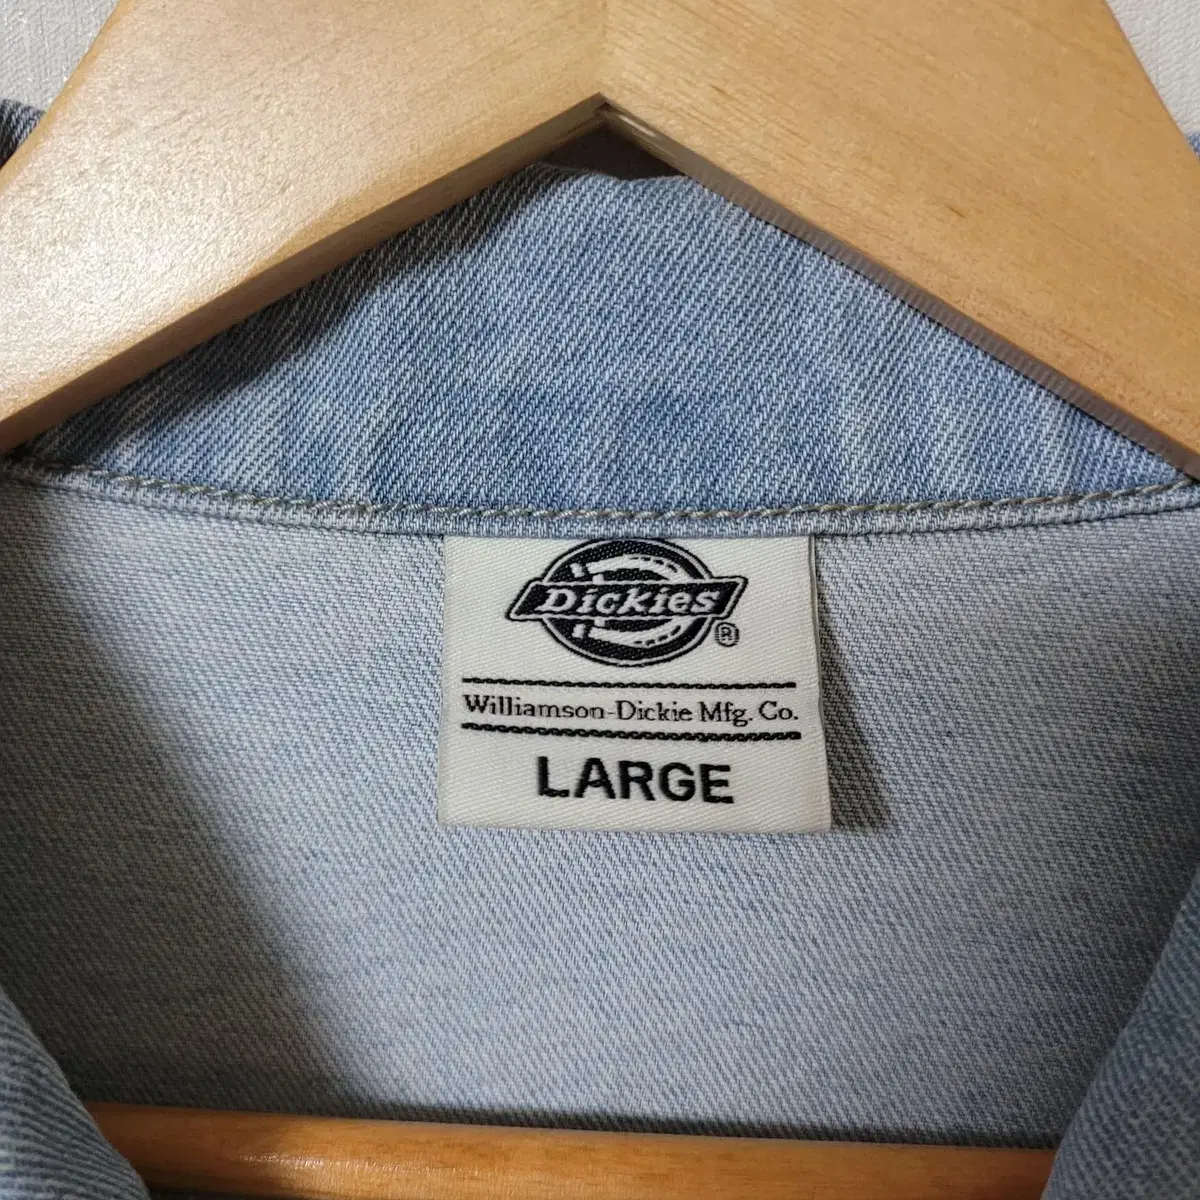 Dickies
®
Williamson-Dickie Mfg. Co.
LARGE